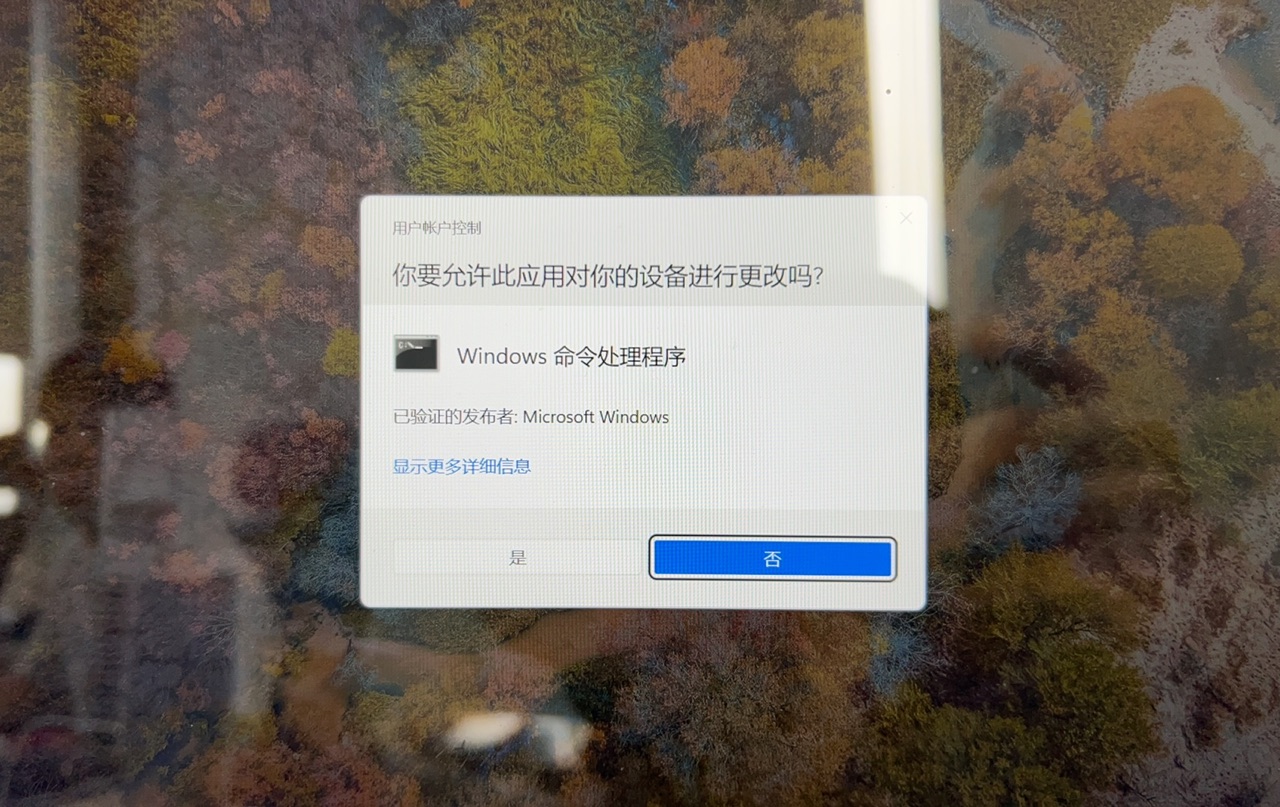 用户帐户控制
你要允许此应用对你的设备进行更改吗?
Windows 命令处理程序
已验证的发布者: Microsoft Windows
显示更多详细信息
是
否